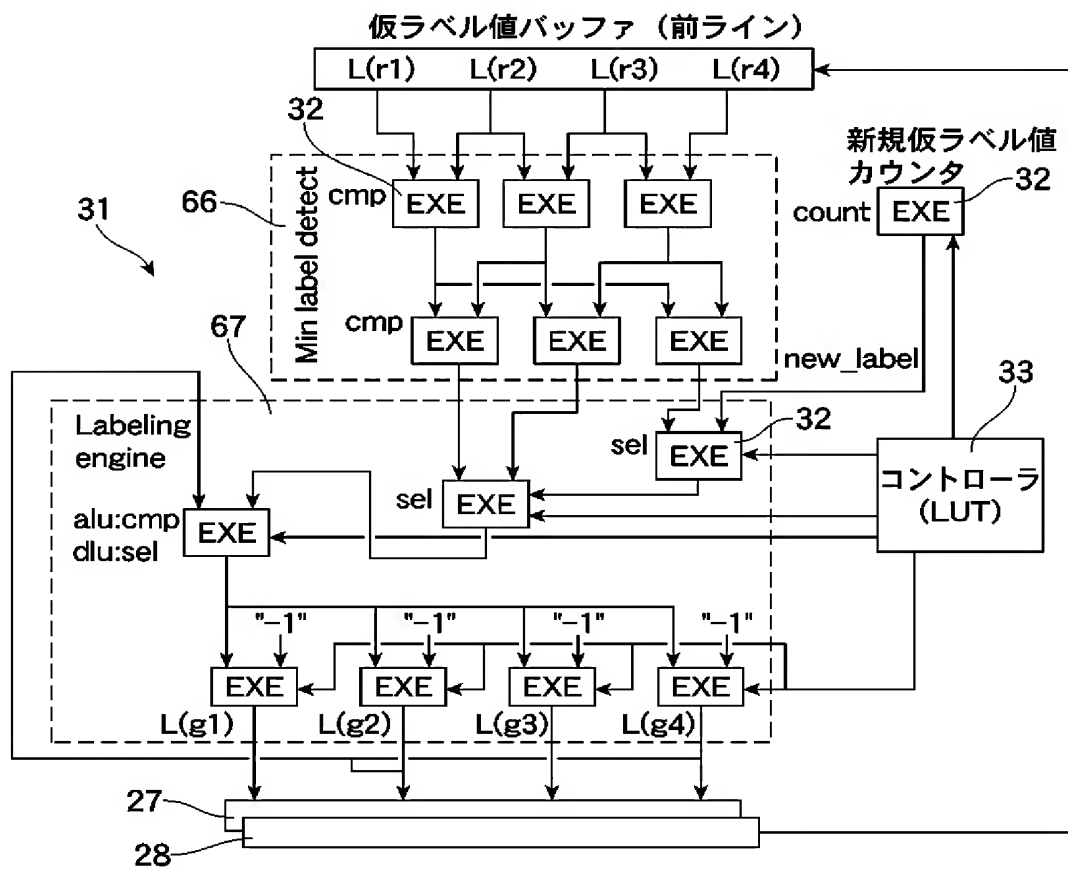 仮ラベル値バッファ（前ライン）
L(r1) L(r2) L(r3) L(r4)
32
新規仮ラベル値
カウンタ
32
66
cmp EXE EXE EXE
count EXE
31
Min label detect
cmp EXE EXE EXE
67
new_label
33
Labeling
engine
sel EXE 32
コントローラ
(LUT)
sel EXE
alu:cmp
dlu:sel
EXE
"−1" "−1" "−1" "−1"
EXE EXE EXE EXE
L(g1) L(g2) L(g3) L(g4)
27
28